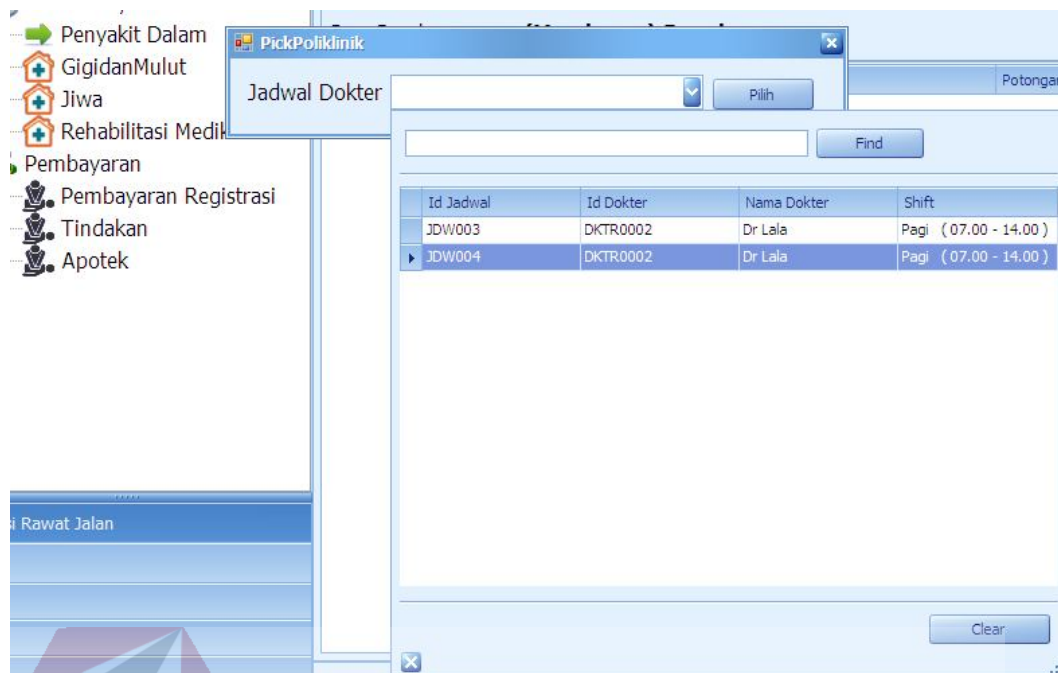 Penyakit Dalam
GigidanMulut
Jiwa
Rehabilitasi Medik
Pembayaran
Pembayaran Registrasi
Tindakan
Apotek
si Rawat Jalan
PickPoliklinik
Jadwal Dokter
Pilih
Potongan
Find
Id Jadwal Id Dokter Nama Dokter Shift
JDW003 DKTR0002 Dr Lala Pagi (07.00 - 14.00)
JDW004 DKTR0002 Dr Lala Pagi (07.00 - 14.00)
Clear